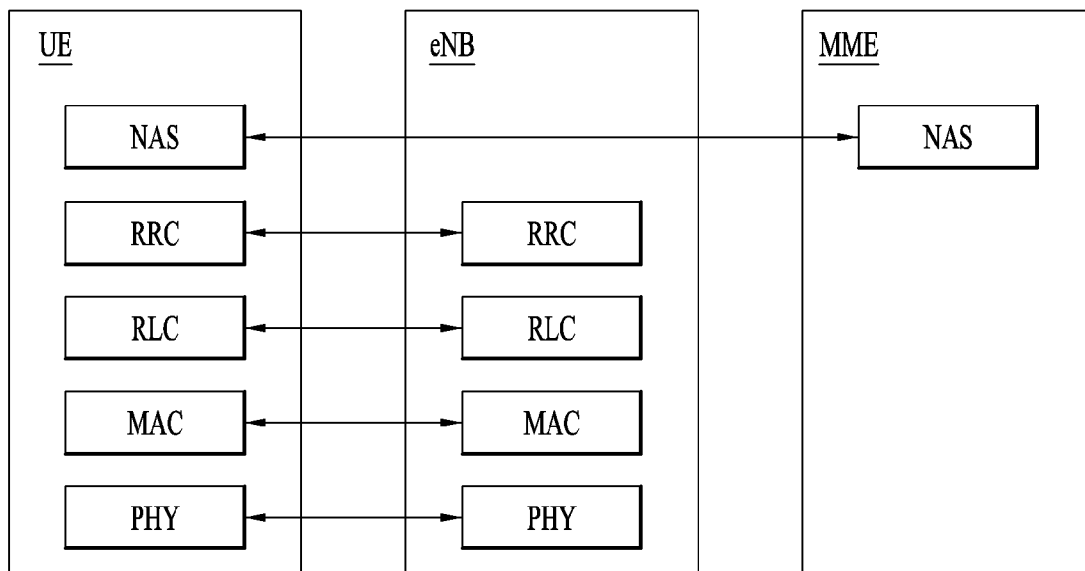 UE eNB MME
NAS NAS
RRC RRC
RLC RLC
MAC MAC
PHY PHY